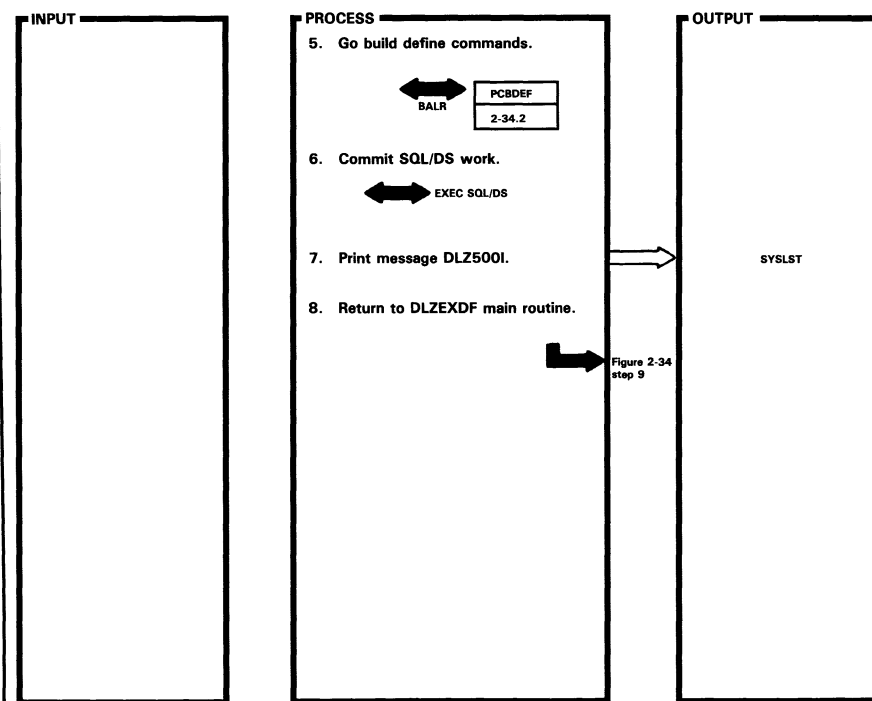 INPUT
PROCESS
OUTPUT
5. Go build define commands.
BALR
PCBDEF
2-34.2
6. Commit SQL/DS work.
EXEC SQL/DS
7. Print message DLZ500I.
SYSLST
8. Return to DLZEXDF main routine.
Figure 2-34
step 9